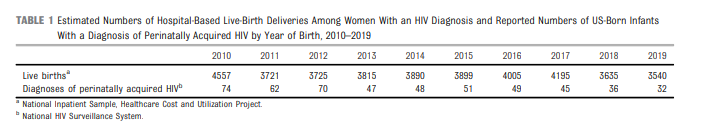 TABLE 1 Estimated Numbers of Hospital-Based Live-Birth Deliveries Among Women With an HIV Diagnosis and Reported Numbers of US-Born Infants
With a Diagnosis of Perinatally Acquired HIV by Year of Birth, 2010–2019
2010 2011 2012 2013 2014 2015 2016 2017 2018 2019
Live birthsᵃ 4557 3721 3725 3815 3890 3899 4005 4195 3635 3540
Diagnoses of perinatally acquired HIVᵇ 74 62 70 47 48 51 49 45 36 32
ᵃ National Inpatient Sample, Healthcare Cost and Utilization Project.
ᵇ National HIV Surveillance System.